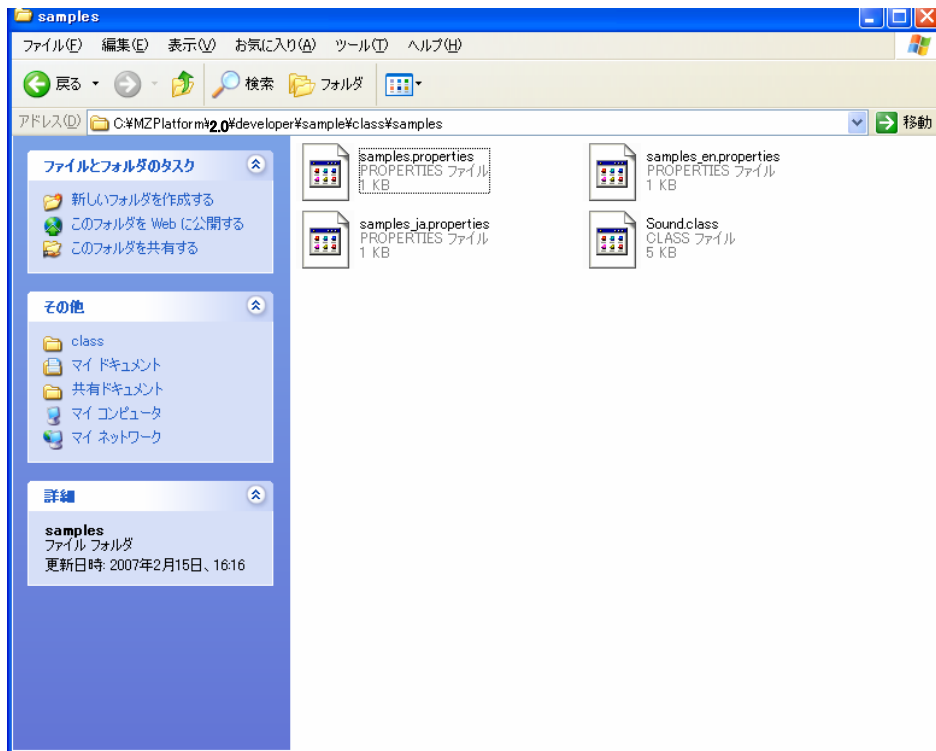 samples
ファイル(F) 編集(E) 表示(V) お気に入り(A) ツール(T) ヘルプ(H)
戻る 検索 フォルダ
アドレス(D) C:¥MZPlatform¥2.0¥developer¥sample¥class¥samples 移動
ファイルとフォルダのタスク
新しいフォルダを作成する
このフォルダを Web に公開する
このフォルダを共有する
その他
class
マイ ドキュメント
共有ドキュメント
マイ コンピュータ
マイ ネットワーク
詳細
samples
ファイル フォルダ
更新日時: 2007年2月15日、16:16
samples.properties
PROPERTIES ファイル
1 KB
samples_en.properties
PROPERTIES ファイル
1 KB
samples_ja.properties
PROPERTIES ファイル
1 KB
Sound.class
CLASS ファイル
5 KB